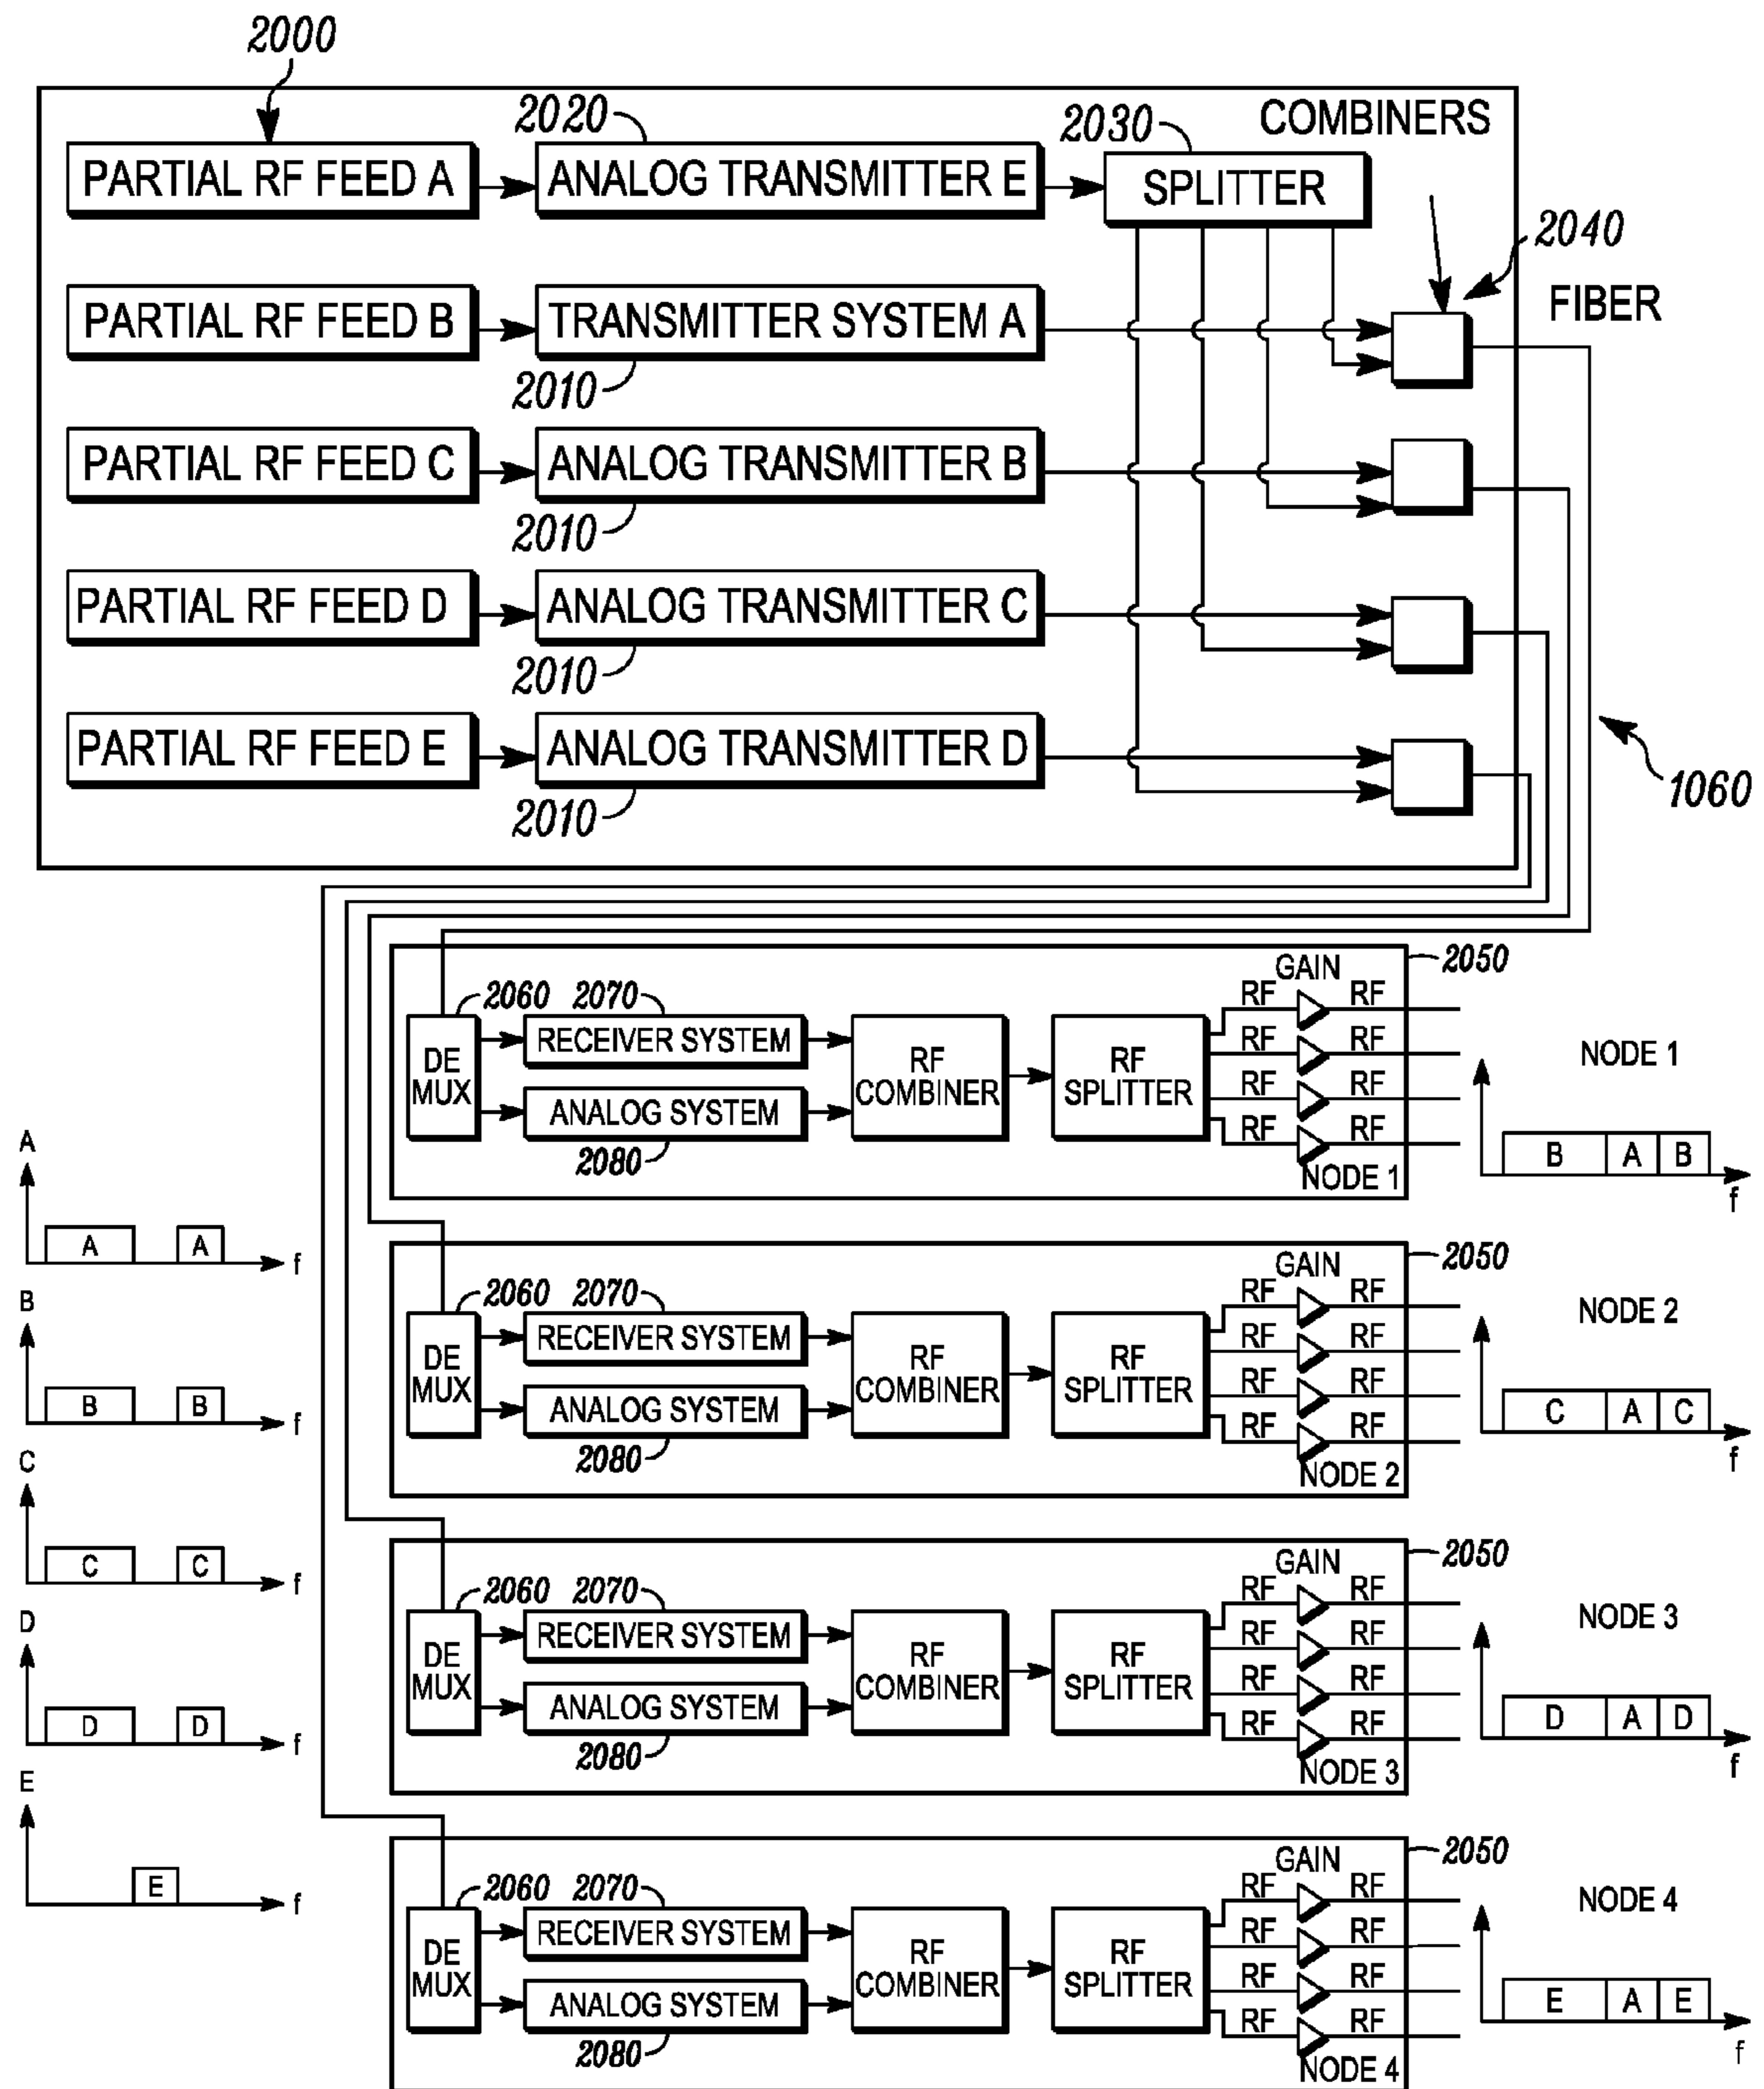 2000
2020
2030
COMBINERS
PARTIAL RF FEED A
ANALOG TRANSMITTER E
SPLITTER
2040
FIBER
PARTIAL RF FEED B
TRANSMITTER SYSTEM A
2010
PARTIAL RF FEED C
ANALOG TRANSMITTER B
2010
PARTIAL RF FEED D
ANALOG TRANSMITTER C
2010
PARTIAL RF FEED E
ANALOG TRANSMITTER D
2010
1060
2050
GAIN
2060
2070
RF
RF
DE
MUX
RECEIVER SYSTEM
ANALOG SYSTEM
2080
RF
COMBINER
RF
SPLITTER
RF
RF
RF
RF
RF
RF
NODE 1
NODE 1
B
A
B
f
2050
GAIN
2060
2070
RF
RF
DE
MUX
RECEIVER SYSTEM
ANALOG SYSTEM
2080
RF
COMBINER
RF
SPLITTER
RF
RF
RF
RF
RF
RF
NODE 2
NODE 2
C
A
C
f
2050
GAIN
2060
2070
RF
RF
DE
MUX
RECEIVER SYSTEM
ANALOG SYSTEM
2080
RF
COMBINER
RF
SPLITTER
RF
RF
RF
RF
RF
RF
NODE 3
NODE 3
D
A
D
f
2050
GAIN
2060
2070
RF
RF
DE
MUX
RECEIVER SYSTEM
ANALOG SYSTEM
2080
RF
COMBINER
RF
SPLITTER
RF
RF
RF
RF
RF
RF
NODE 4
NODE 4
E
A
E
f
A
A
A
f
B
B
B
f
C
C
C
f
D
D
D
f
E
E
f